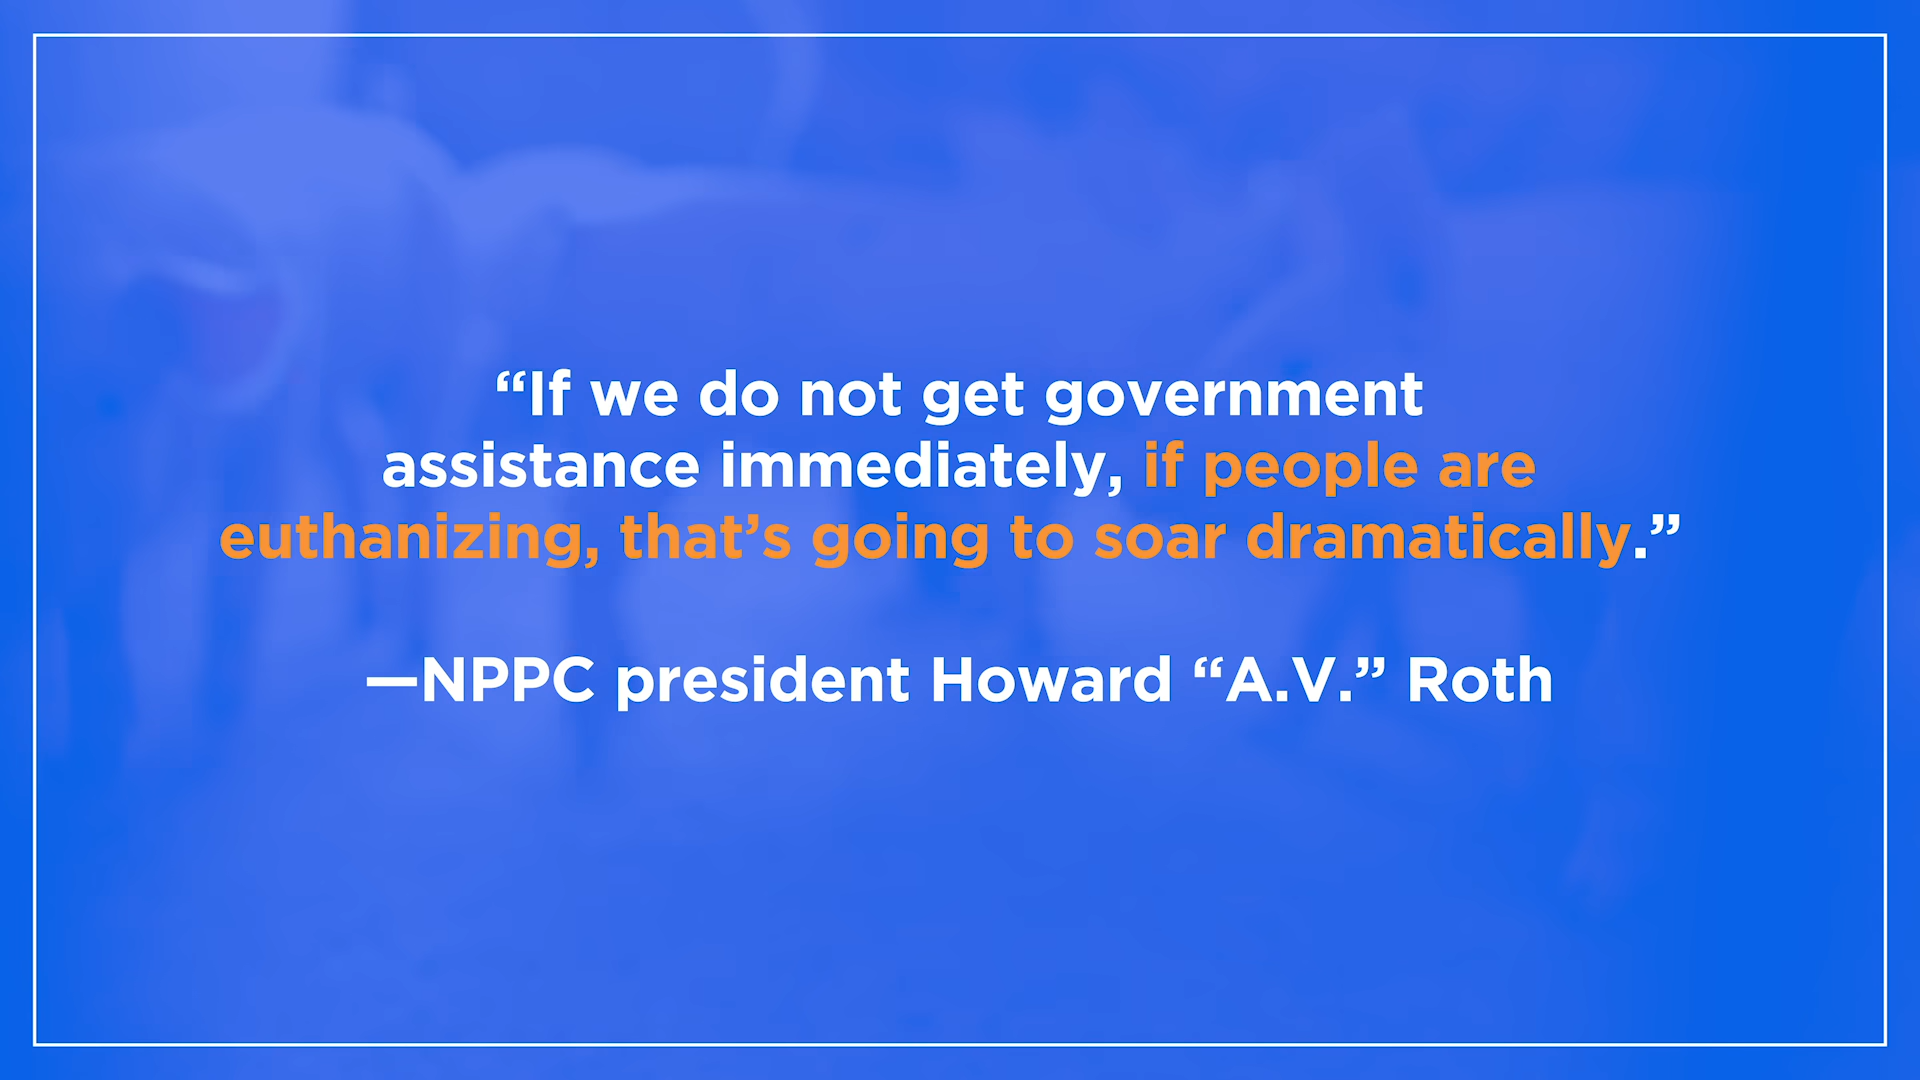 “If we do not get government
assistance immediately, if people are
euthanizing, that’s going to soar dramatically.”
—NPPC president Howard “A.V.” Roth